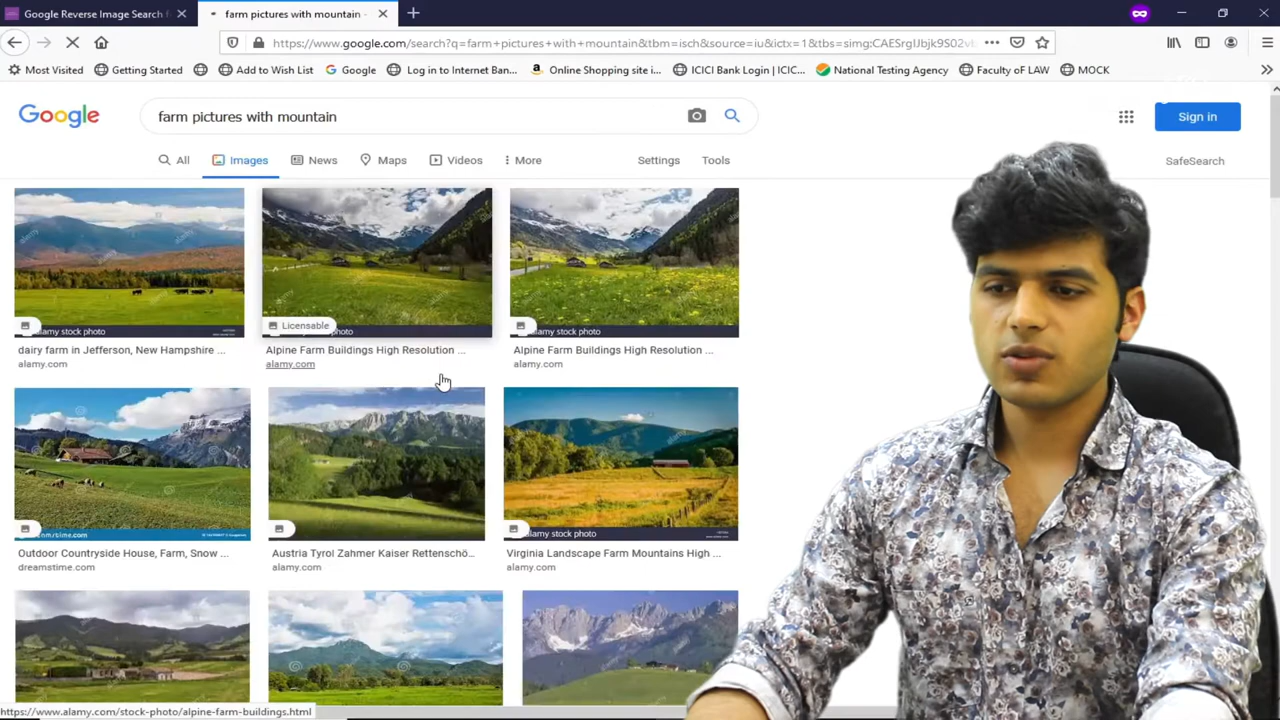 Google Reverse Image Search f
farm pictures with mountain -
https://www.google.com/search?q=farm+pictures+with+mountain&tbm=isch&source=iu&ictx=1&tbs=simg:CAESrgIJbjk9S02vt
Most Visited
Getting Started
Add to Wish List
Google
Log in to Internet Ban...
Online Shopping site i...
ICICI Bank Login | ICIC...
National Testing Agency
Faculty oF LAW
MOCK
Google
farm pictures with mountain
Sign in
All
Images
News
Maps
Videos
More
Settings
Tools
SafeSearch
alamy stock photo
Licensable
alamy stock photo
dairy farm in Jefferson, New Hampshire ...
alamy.com
Alpine Farm Buildings High Resolution ...
alamy.com
Alpine Farm Buildings High Resolution ...
alamy.com
alamy stock photo
Outdoor Countryside House, Farm, Snow ...
dreamstime.com
Austria Tyrol Zahmer Kaiser Rettenschö...
alamy.com
Virginia Landscape Farm Mountains High ...
alamy.com
https://www.alamy.com/stock-photo/alpine-farm-buildings.html